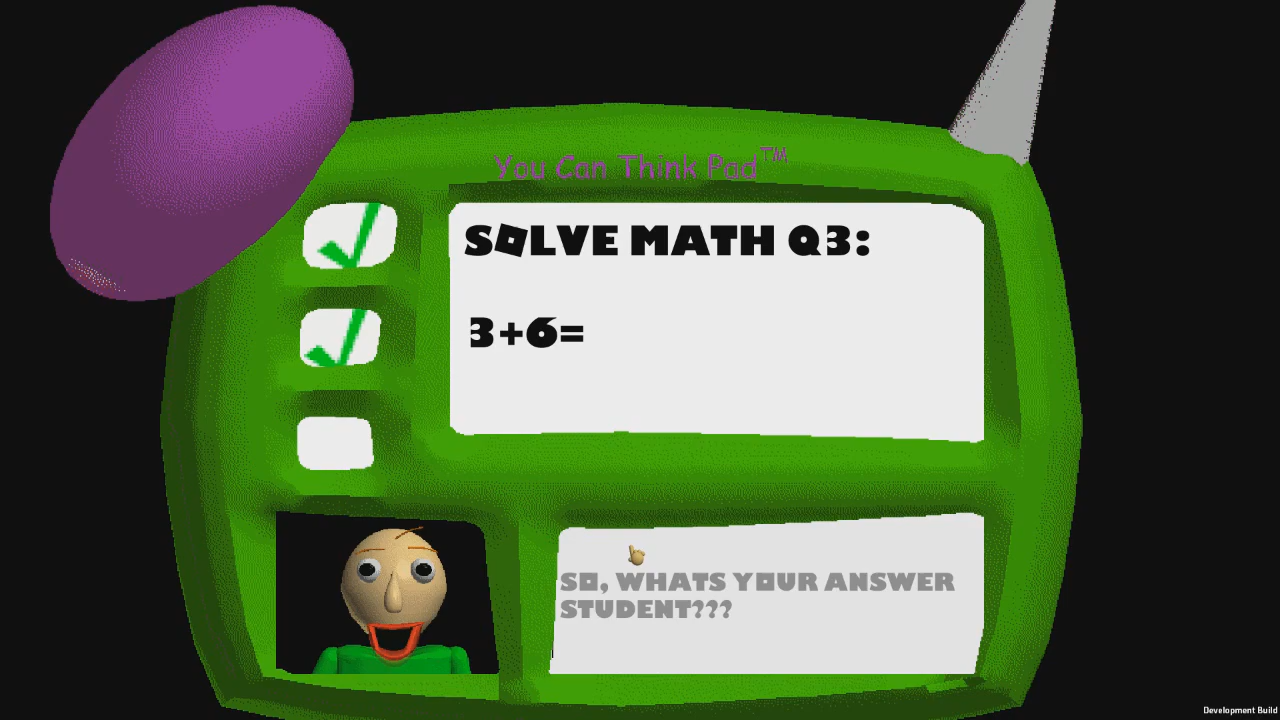 You Can Think Pad™
SOLVE MATH Q3:
3+6=
SO, WHATS YOUR ANSWER
STUDENT???
Development Build